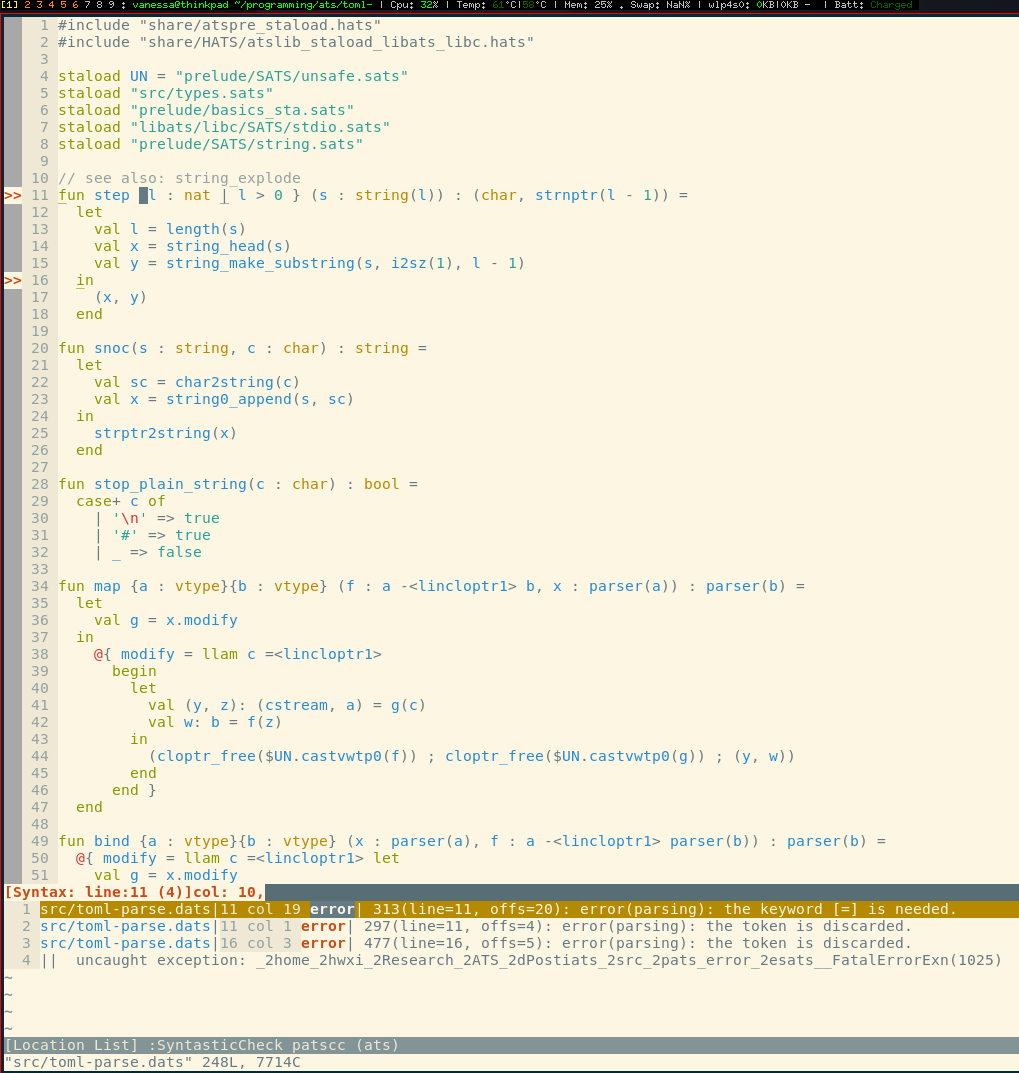 [1] 2 3 4 5 6 7 8 9 : vanessa@thinkpad ~/programming/ats/toml- | Cpu: 32% | Temp: 61°C|58°C | Mem: 25% . Swap: NaN% | wlp4s0: 0KB|0KB - | Batt: Charged
1 #include "share/atspre_staload.hats"
2 #include "share/HATS/atslib_staload_libats_libc.hats"
3
4 staload UN = "prelude/SATS/unsafe.sats"
5 staload "src/types.sats"
6 staload "prelude/basics_sta.sats"
7 staload "libats/libc/SATS/stdio.sats"
8 staload "prelude/SATS/string.sats"
9
10 // see also: string_explode
>> 11 fun step l : nat | l > 0 } (s : string(l)) : (char, strnptr(l - 1)) =
12 let
13 val l = length(s)
14 val x = string_head(s)
15 val y = string_make_substring(s, i2sz(1), l - 1)
>> 16 in
17 (x, y)
18 end
19
20 fun snoc(s : string, c : char) : string =
21 let
22 val sc = char2string(c)
23 val x = string0_append(s, sc)
24 in
25 strptr2string(x)
26 end
27
28 fun stop_plain_string(c : char) : bool =
29 case+ c of
30 | '\n' => true
31 | '#' => true
32 | _ => false
33
34 fun map {a : vtype}{b : vtype} (f : a -<lincloptr1> b, x : parser(a)) : parser(b) =
35 let
36 val g = x.modify
37 in
38 @{ modify = llam c =<lincloptr1>
39 begin
40 let
41 val (y, z): (cstream, a) = g(c)
42 val w: b = f(z)
43 in
44 (cloptr_free($UN.castvwtp0(f)) ; cloptr_free($UN.castvwtp0(g)) ; (y, w))
45 end
46 end }
47 end
48
49 fun bind {a : vtype}{b : vtype} (x : parser(a), f : a -<lincloptr1> parser(b)) : parser(b) =
50 @{ modify = llam c =<lincloptr1> let
51 val g = x.modify
[Syntax: line:11 (4)]col: 10,
1 src/toml-parse.dats|11 col 19 error| 313(line=11, offs=20): error(parsing): the keyword [=] is needed.
2 src/toml-parse.dats|11 col 1 error| 297(line=11, offs=4): error(parsing): the token is discarded.
3 src/toml-parse.dats|16 col 3 error| 477(line=16, offs=5): error(parsing): the token is discarded.
4 || uncaught exception: _2home_2hwxi_2Research_2ATS_2dPostiats_2src_2pats_error_2esats__FatalErrorExn(1025)
~
~
~
~
[Location List] :SyntasticCheck patscc (ats)
"src/toml-parse.dats" 248L, 7714C